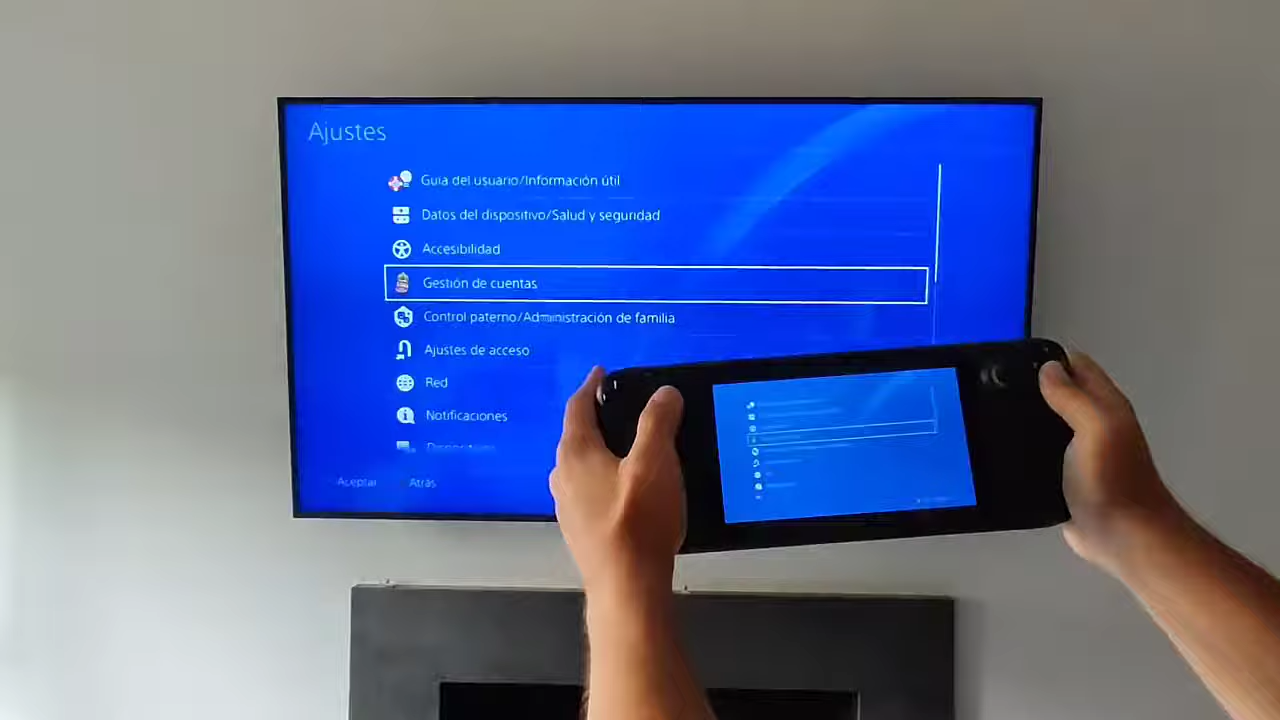 Ajustes
Guía del usuario/Información útil
Datos del dispositivo/Salud y seguridad
Accesibilidad
Gestión de cuentas
Control paterno/Administración de familia
Ajustes de acceso
Red
Notificaciones
Aceptar Atrás